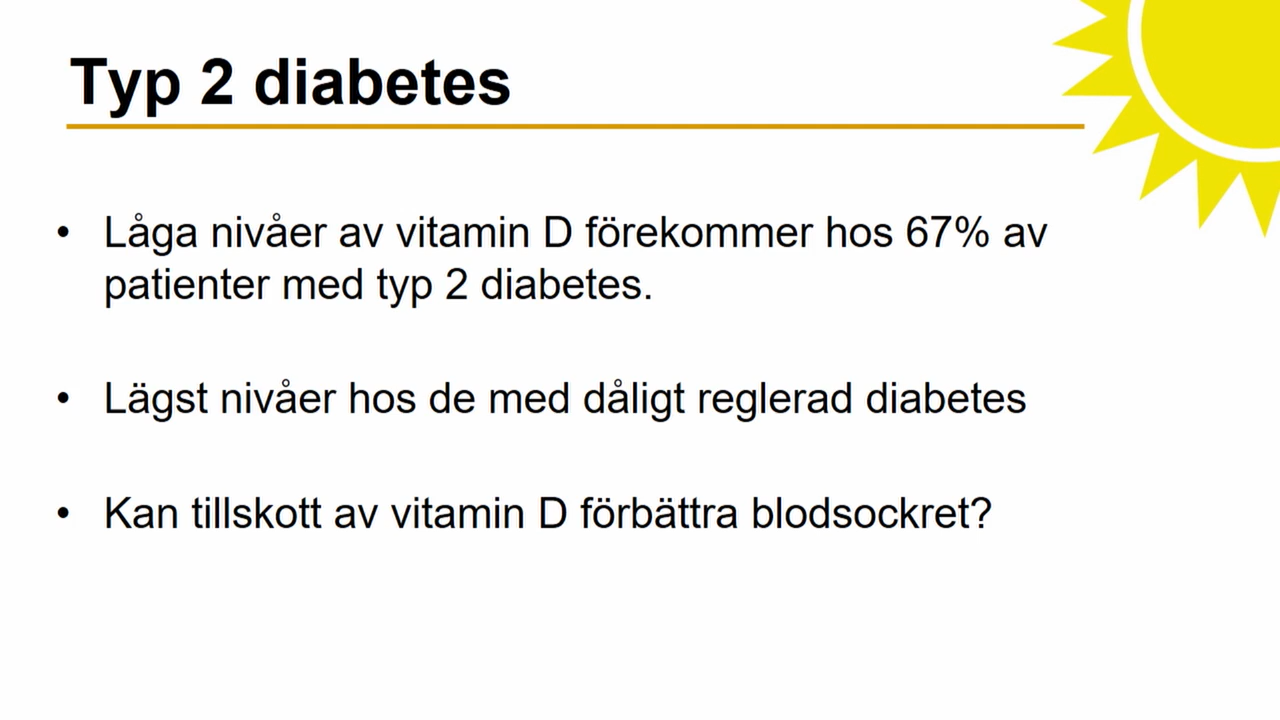 Typ 2 diabetes
• Låga nivåer av vitamin D förekommer hos 67% av
patienter med typ 2 diabetes.
• Lägst nivåer hos de med dåligt reglerad diabetes
• Kan tillskott av vitamin D förbättra blodsockret?